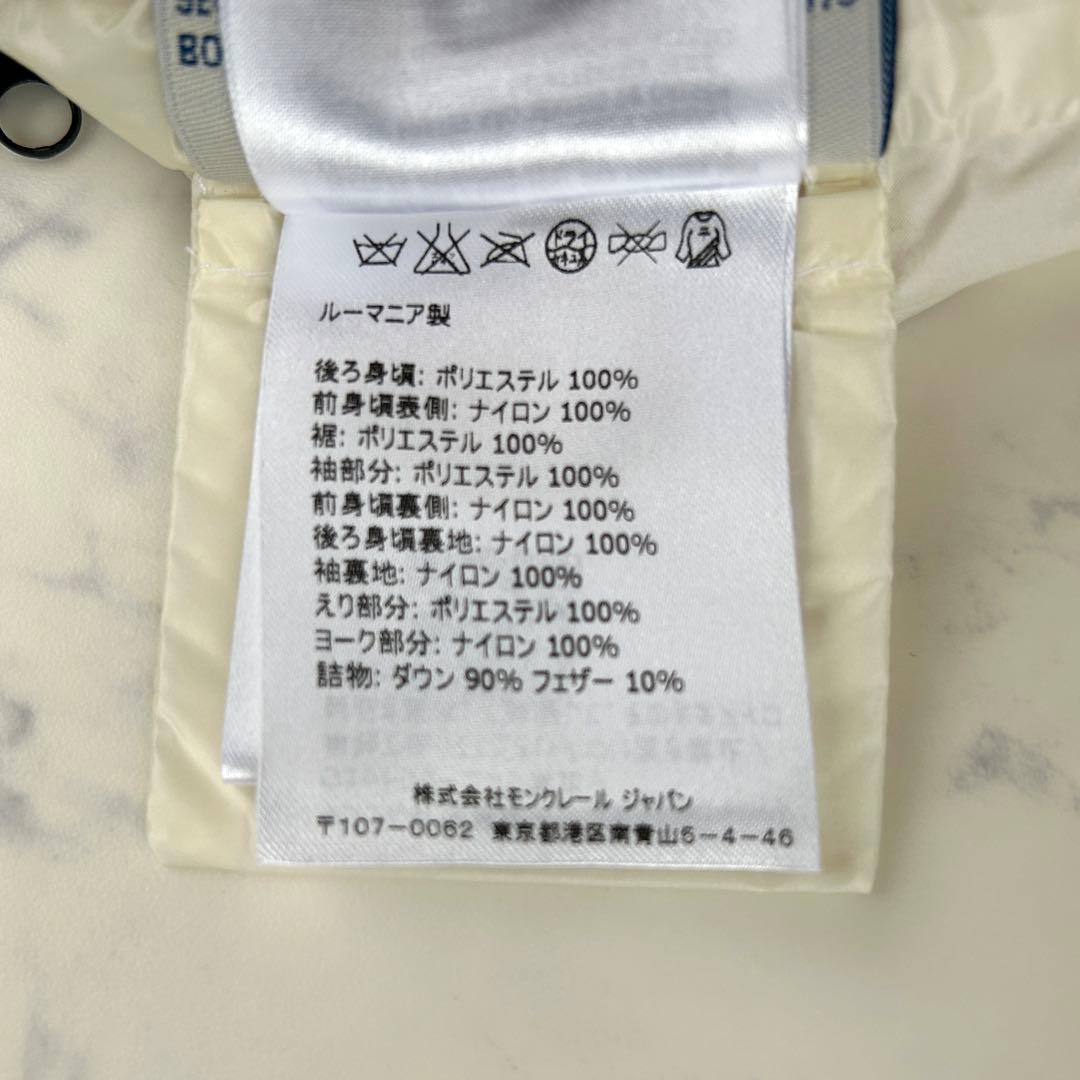 BO
ドライ
ルーマニア製
後ろ身頃: ポリエステル 100%
前身頃表側: ナイロン 100%
裾: ポリエステル 100%
袖部分: ポリエステル 100%
前身頃裏側: ナイロン 100%
後ろ身頃裏地: ナイロン 100%
袖裏地: ナイロン 100%
えり部分: ポリエステル 100%
ヨーク部分: ナイロン 100%
詰物: ダウン 90% フェザー 10%
株式会社モンクレール ジャパン
〒107-0062 東京都港区南青山5-4-46